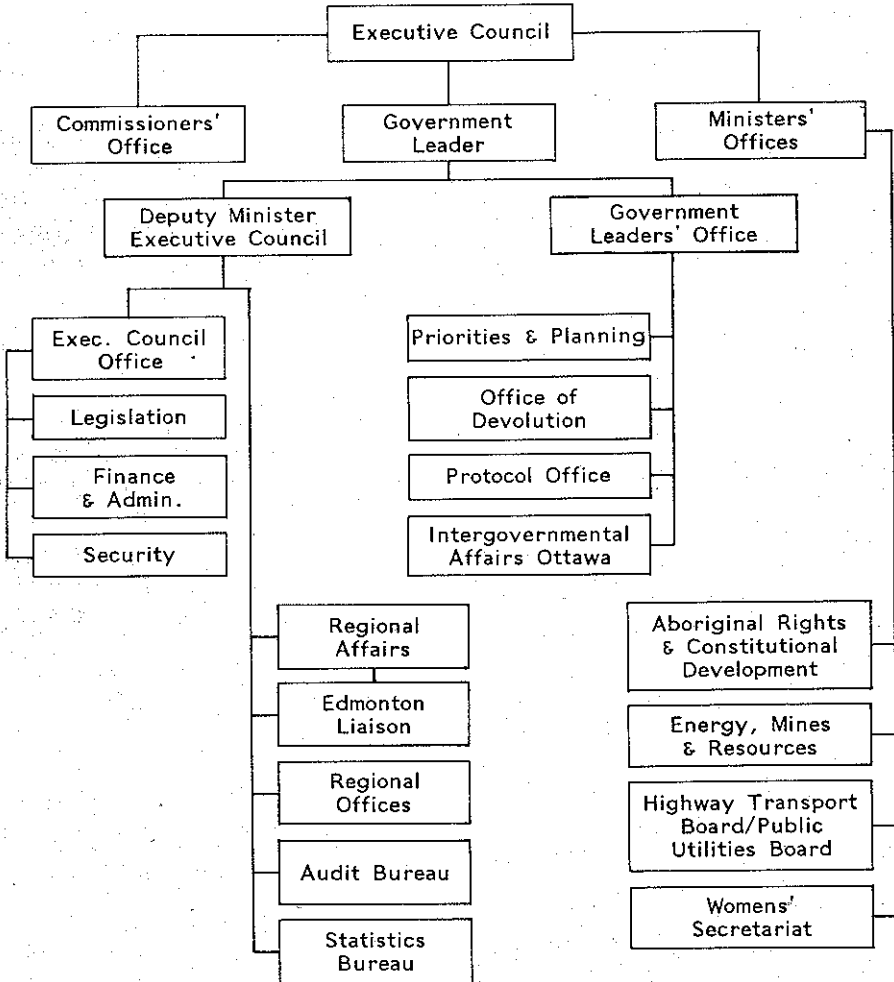 Executive Council
Commissioners'
Office
Government
Leader
Ministers'
Offices
Deputy Minister
Executive Council
Government
Leaders' Office
Exec. Council
Office
Legislation
Finance
& Admin.
Security
Priorities & Planning
Office of
Devolution
Protocol Office
Intergovernmental
Affairs Ottawa
Regional
Affairs
Edmonton
Liaison
Regional
Offices
Audit Bureau
Statistics
Bureau
Aboriginal Rights
& Constitutional
Development
Energy, Mines
& Resources
Highway Transport
Board/Public
Utilities Board
Womens'
Secretariat